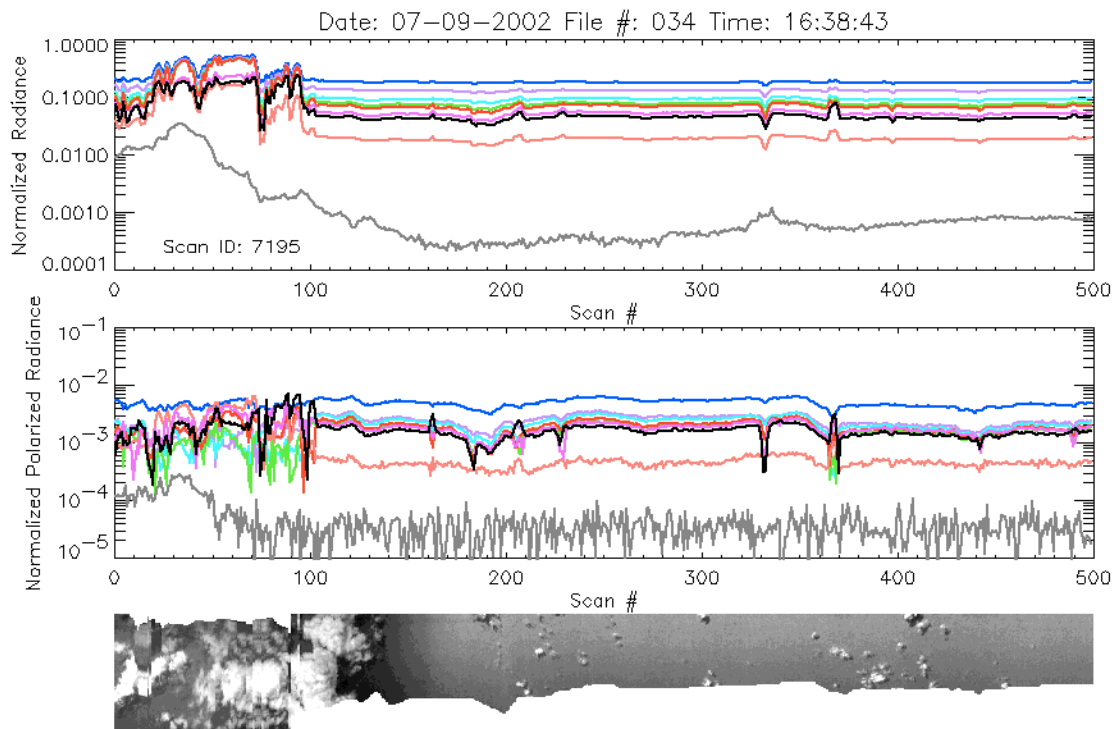 Date: 07-09-2002 File #: 034 Time: 16:38:43
Normalized Radiance
1.0000
0.1000
0.0100
0.0010
0.0001
Scan ID: 7195
0 100 200 300 400 500
Scan #
Normalized Polarized Radiance
10^-1
10^-2
10^-3
10^-4
10^-5
0 100 200 300 400 500
Scan #